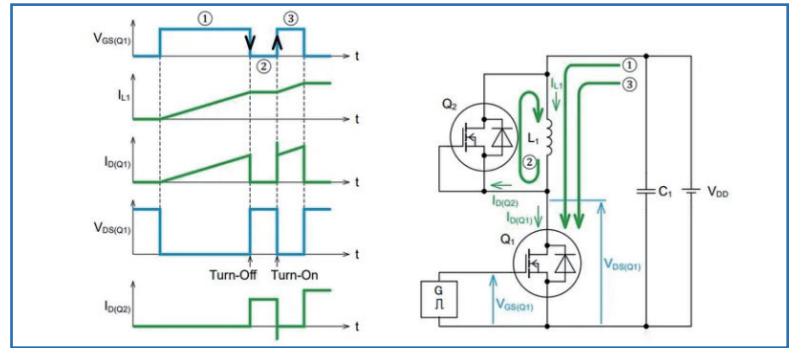 ① ③
V_GS(Q1)
② t
I_L1
t
I_D(Q1)
t
V_DS(Q1)
t
Turn-Off Turn-On
I_D(Q2)
t
①
③
I_L1
Q₂
L₁
②
I_D(Q2)
I_D(Q1)
C₁ V_DD
Q₁
V_DS(Q1)
G
V_GS(Q1)